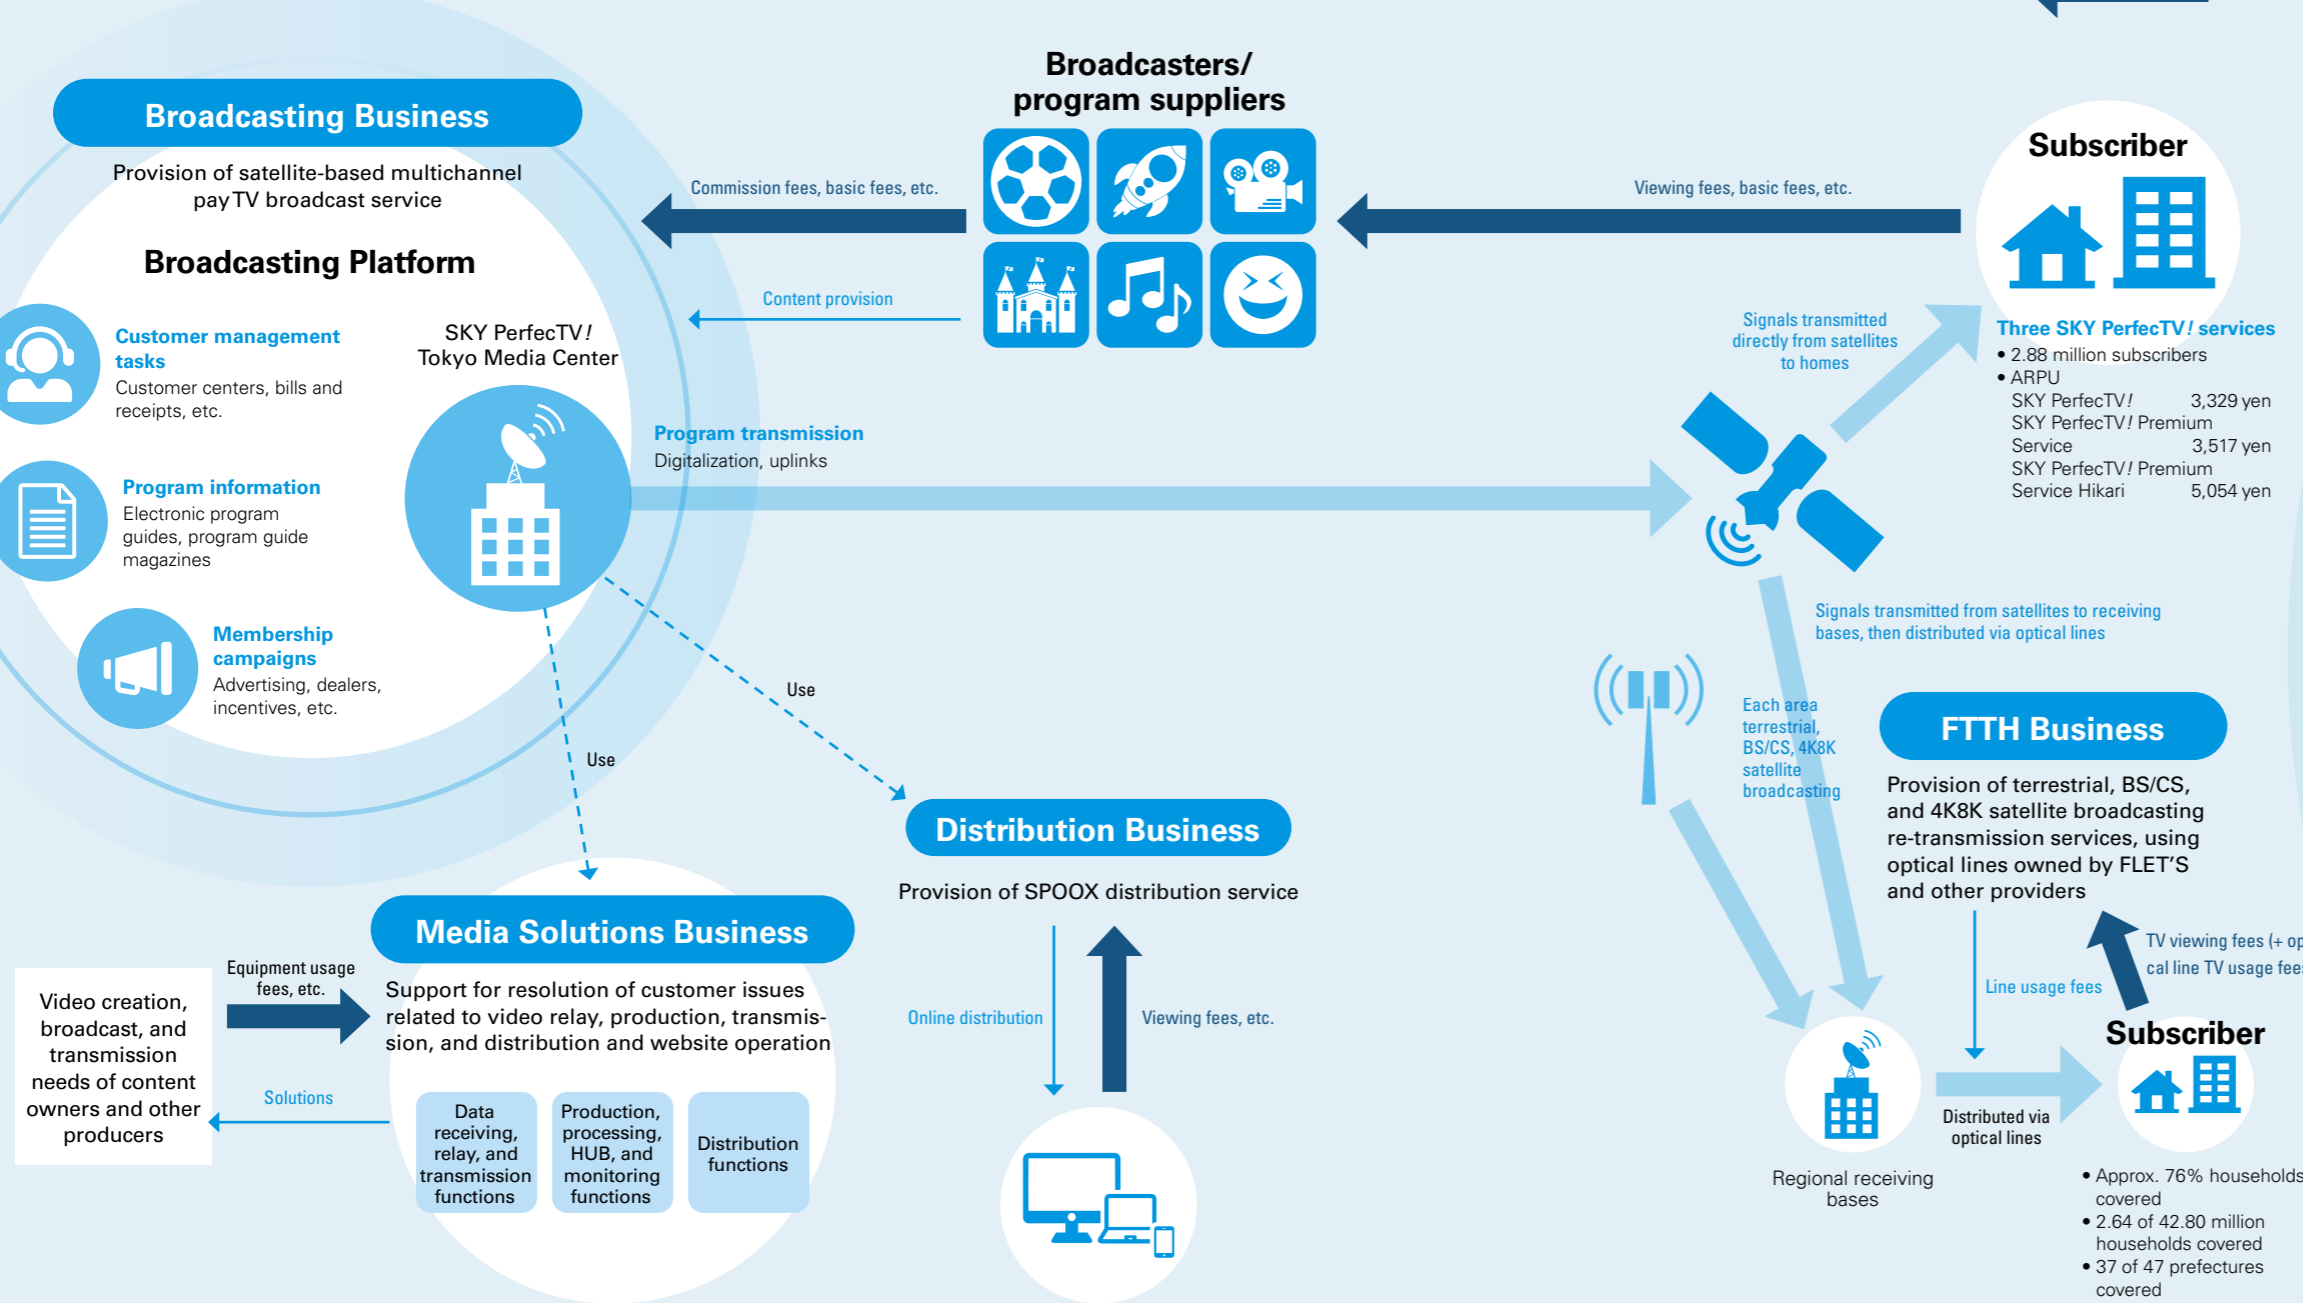 Broadcasting Business
Provision of satellite-based multichannel
pay TV broadcast service
Broadcasting Platform
Customer management
tasks
Customer centers, bills and
receipts, etc.
Program information
Electronic program
guides, program guide
magazines
Membership
campaigns
Advertising, dealers,
incentives, etc.
SKY PerfecTV!
Tokyo Media Center
Commission fees, basic fees, etc.
Content provision
Broadcasters/
program suppliers
Viewing fees, basic fees, etc.
Subscriber
Three SKY PerfecTV! services
• 2.88 million subscribers
• ARPU
SKY PerfecTV! 3,329 yen
SKY PerfecTV! Premium
Service 3,517 yen
SKY PerfecTV! Premium
Service Hikari 5,054 yen
Signals transmitted
directly from satellites
to homes
Program transmission
Digitalization, uplinks
Signals transmitted from satellites to receiving
bases, then distributed via optical lines
Each area
terrestrial,
BS/CS, 4K8K
satellite
broadcasting
Use
Use
FTTH Business
Provision of terrestrial, BS/CS,
and 4K8K satellite broadcasting
re-transmission services, using
optical lines owned by FLET'S
and other providers
TV viewing fees (+ op
cal line TV usage fees
Line usage fees
Subscriber
Distributed via
optical lines
Regional receiving
bases
• Approx. 76% households
covered
• 2.64 of 42.80 million
households covered
• 37 of 47 prefectures
covered
Distribution Business
Provision of SPOOX distribution service
Online distribution
Viewing fees, etc.
Media Solutions Business
Support for resolution of customer issues
related to video relay, production, transmis-
sion, and distribution and website operation
Data
receiving,
relay, and
transmission
functions
Production,
processing,
HUB, and
monitoring
functions
Distribution
functions
Equipment usage
fees, etc.
Solutions
Video creation,
broadcast, and
transmission
needs of content
owners and other
producers